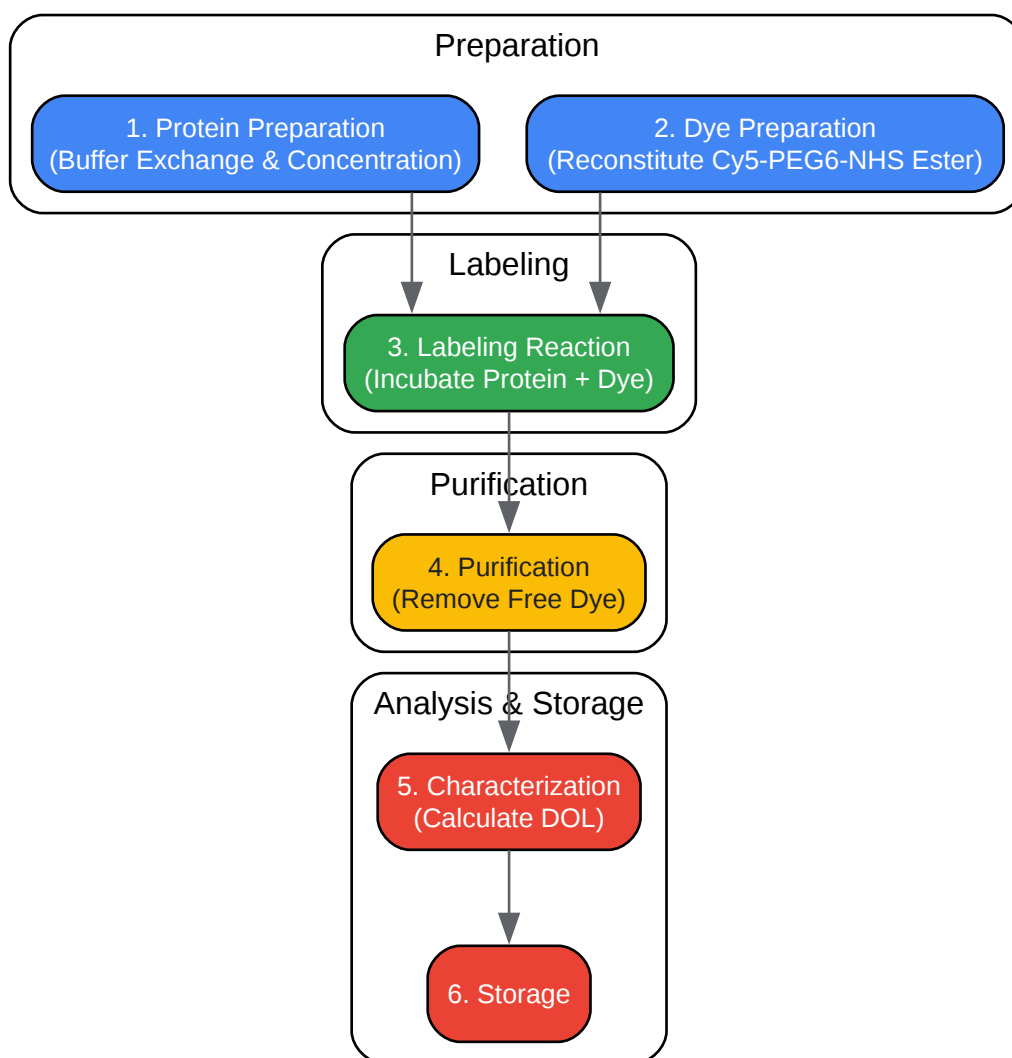 Preparation
1. Protein Preparation
(Buffer Exchange & Concentration)
2. Dye Preparation
(Reconstitute Cy5-PEG6-NHS Ester)
Labeling
3. Labeling Reaction
(Incubate Protein + Dye)
Purification
4. Purification
(Remove Free Dye)
Analysis & Storage
5. Characterization
(Calculate DOL)
6. Storage